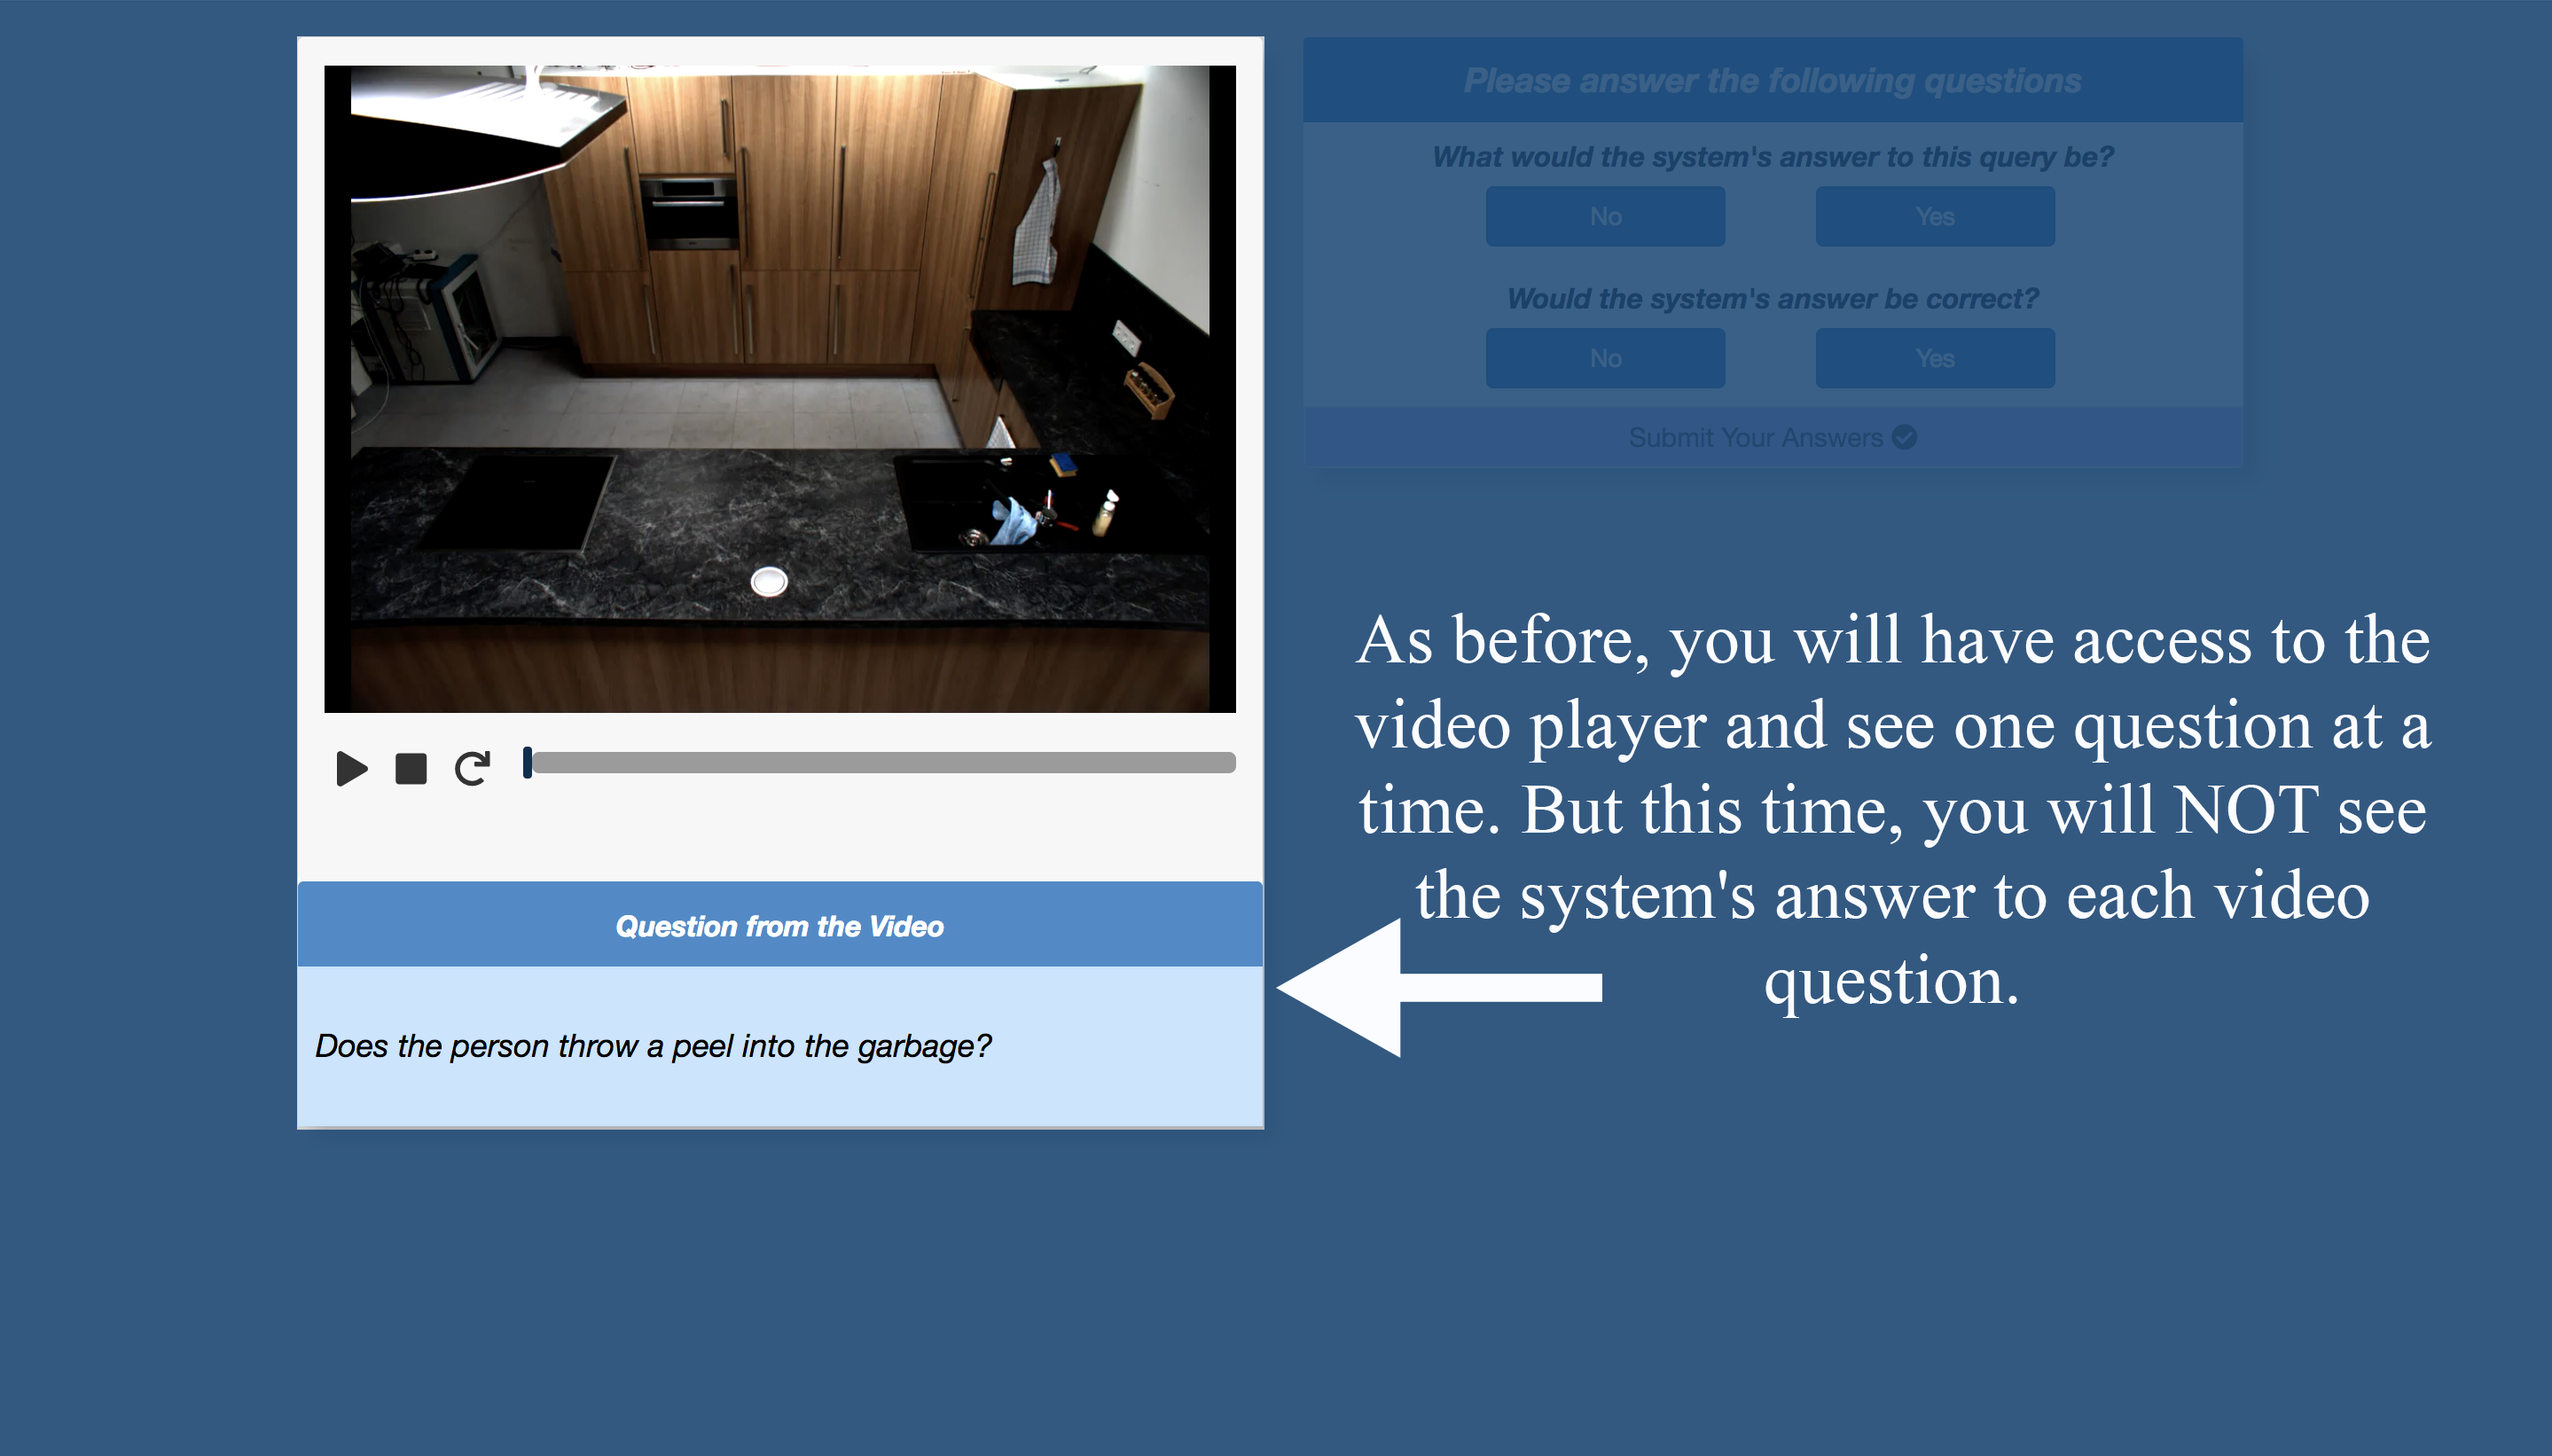 Please answer the following questions
What would the system's answer to this query be?
No Yes
Would the system's answer be correct?
No Yes
Submit Your Answers
As before, you will have access to the
video player and see one question at a
time. But this time, you will NOT see
the system's answer to each video
question.
Question from the Video
Does the person throw a peel into the garbage?